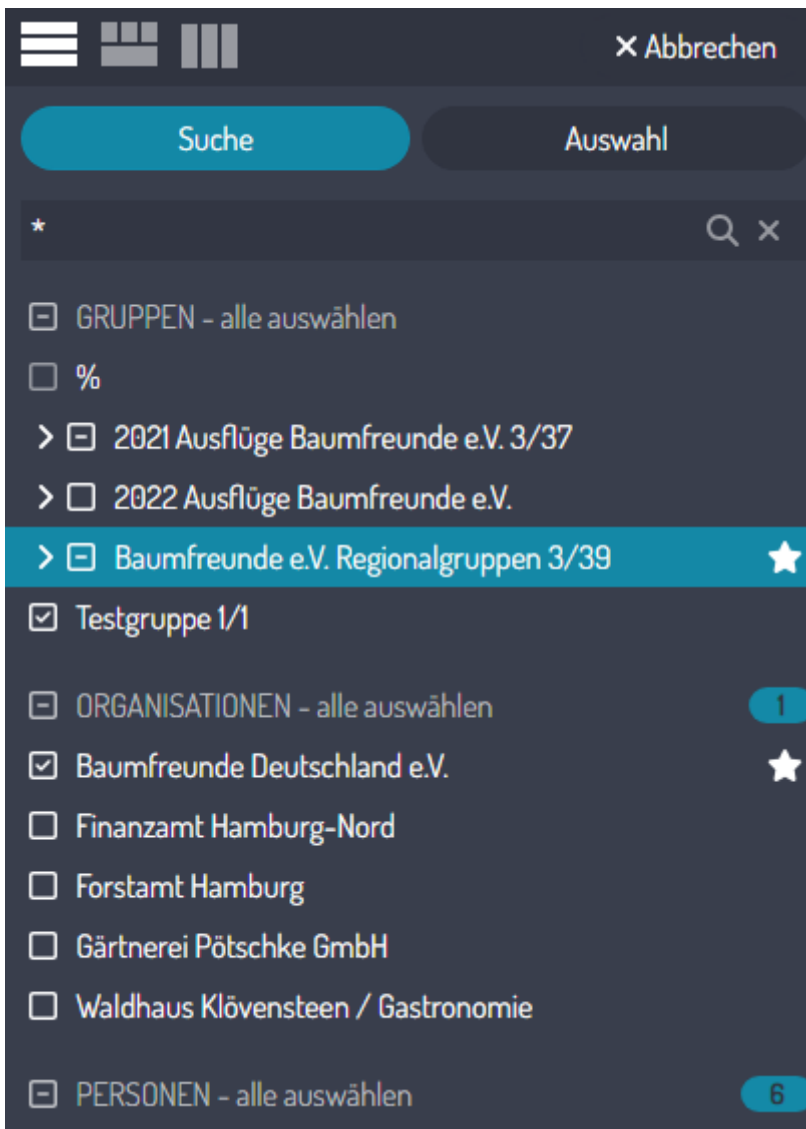 × Abbrechen
Suche
Auswahl
*
GRUPPEN - alle auswählen
%
2021 Ausflüge Baumfreunde e.V. 3/37
2022 Ausflüge Baumfreunde e.V.
Baumfreunde e.V. Regionalgruppen 3/39
Testgruppe 1/1
ORGANISATIONEN - alle auswählen 1
Baumfreunde Deutschland e.V.
Finanzamt Hamburg-Nord
Forstamt Hamburg
Gärtnerei Pötschke GmbH
Waldhaus Klövensteen / Gastronomie
PERSONEN - alle auswählen 6